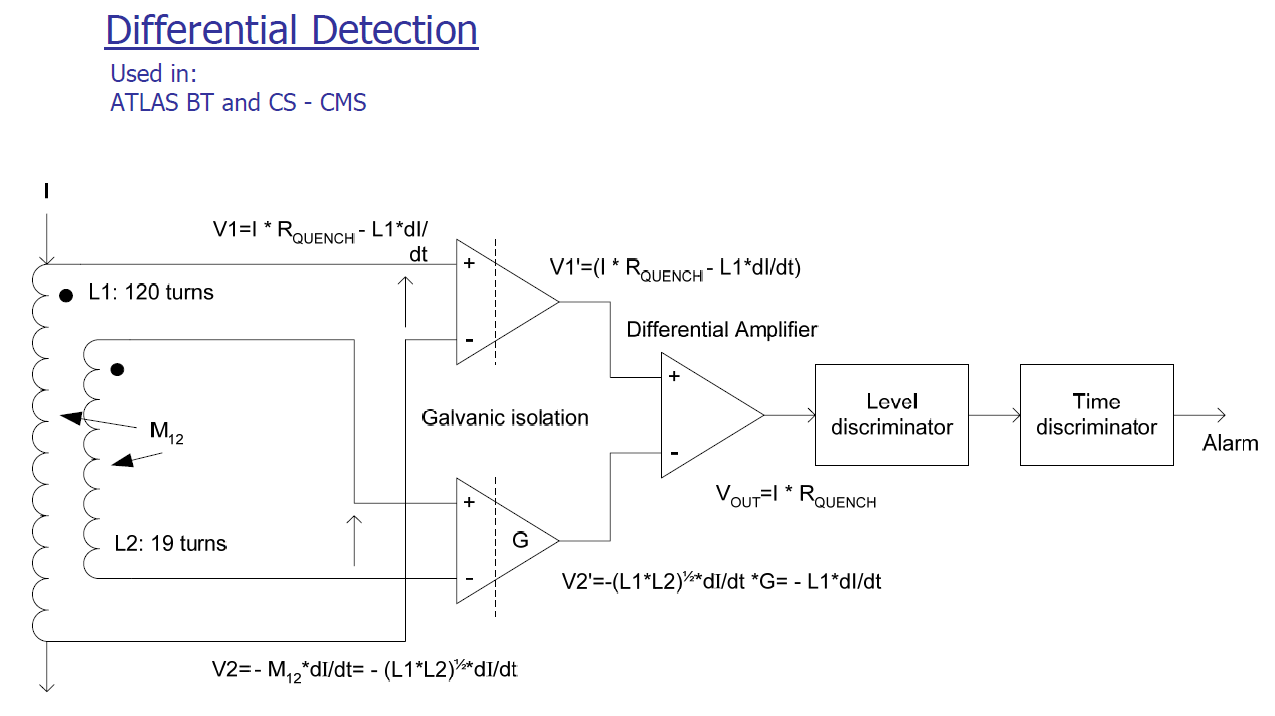 Differential Detection
Used in:
ATLAS BT and CS - CMS
I
V1=I * RQUENCH - L1*dI/
dt
V1'=(I * RQUENCH - L1*dI/dt)
+
-
L1: 120 turns
Differential Amplifier
+
-
M12
Galvanic isolation
Level
discriminator
Time
discriminator
Alarm
VOUT=I * RQUENCH
+
-
G
L2: 19 turns
V2'=-(L1*L2)½*dI/dt *G= - L1*dI/dt
V2=- M12*dI/dt= - (L1*L2)½*dI/dt